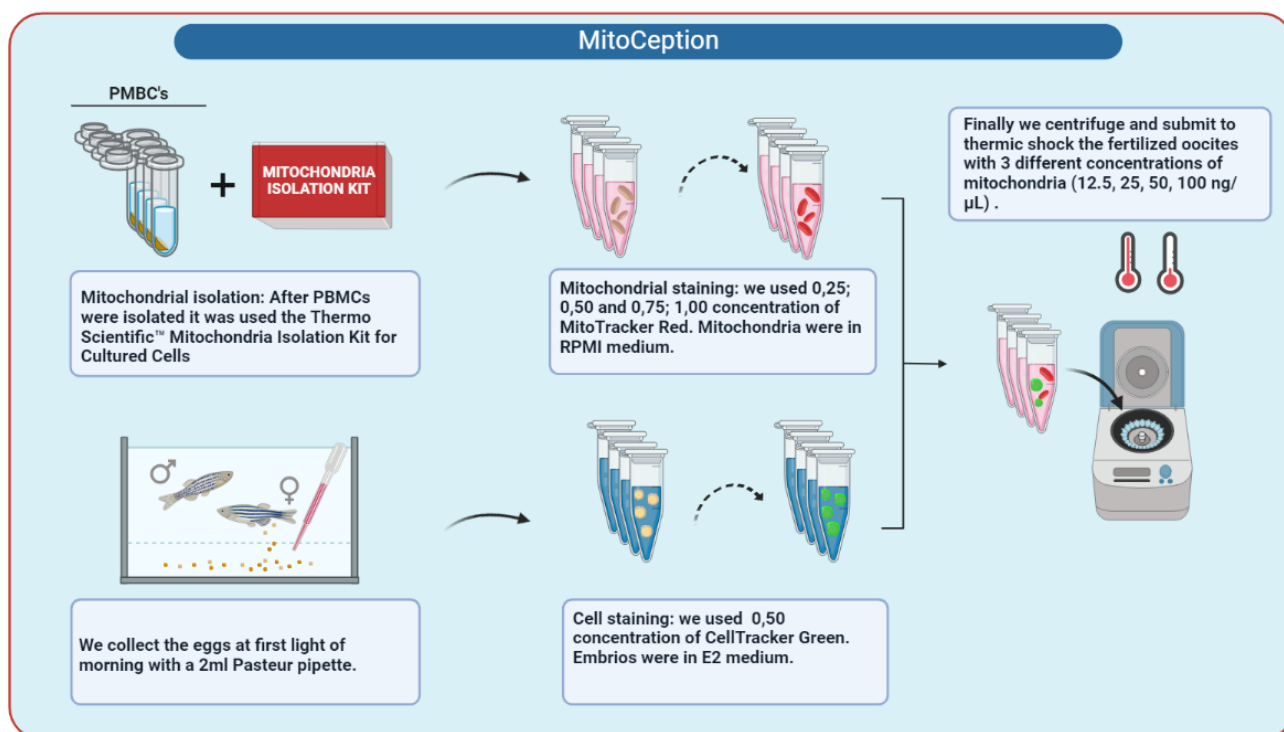 MitoCeption
PMBC's
MITOCHONDRIA
ISOLATION KIT
Mitochondrial isolation: After PBMCs
were isolated it was used the Thermo
Scientific™ Mitochondria Isolation Kit for
Cultured Cells
Mitochondrial staining: we used 0,25;
0,50 and 0,75; 1,00 concentration of
MitoTracker Red. Mitochondria were in
RPMI medium.
Finally we centrifuge and submit to
thermic shock the fertilized oocites
with 3 different concentrations of
mitochondria (12.5, 25, 50, 100 ng/
µL) .
We collect the eggs at first light of
morning with a 2ml Pasteur pipette.
Cell staining: we used  0,50
concentration of CellTracker Green.
Embrios were in E2 medium.